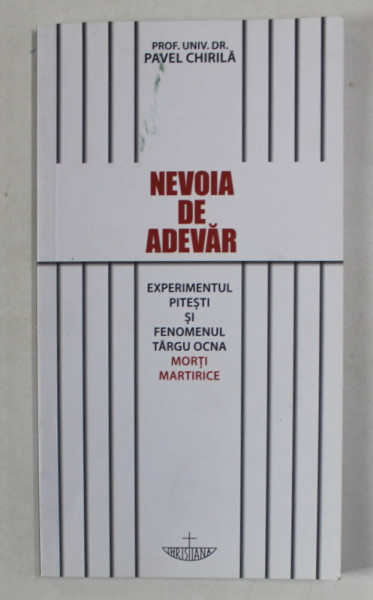 PROF. UNIV. DR.
PAVEL CHIRILĂ
NEVOIA
DE
ADEVĂR
EXPERIMENTUL
PITEȘTI
ȘI
FENOMENUL
TÂRGU OCNA
MORȚI
MARTIRICE
CHRISTIANA